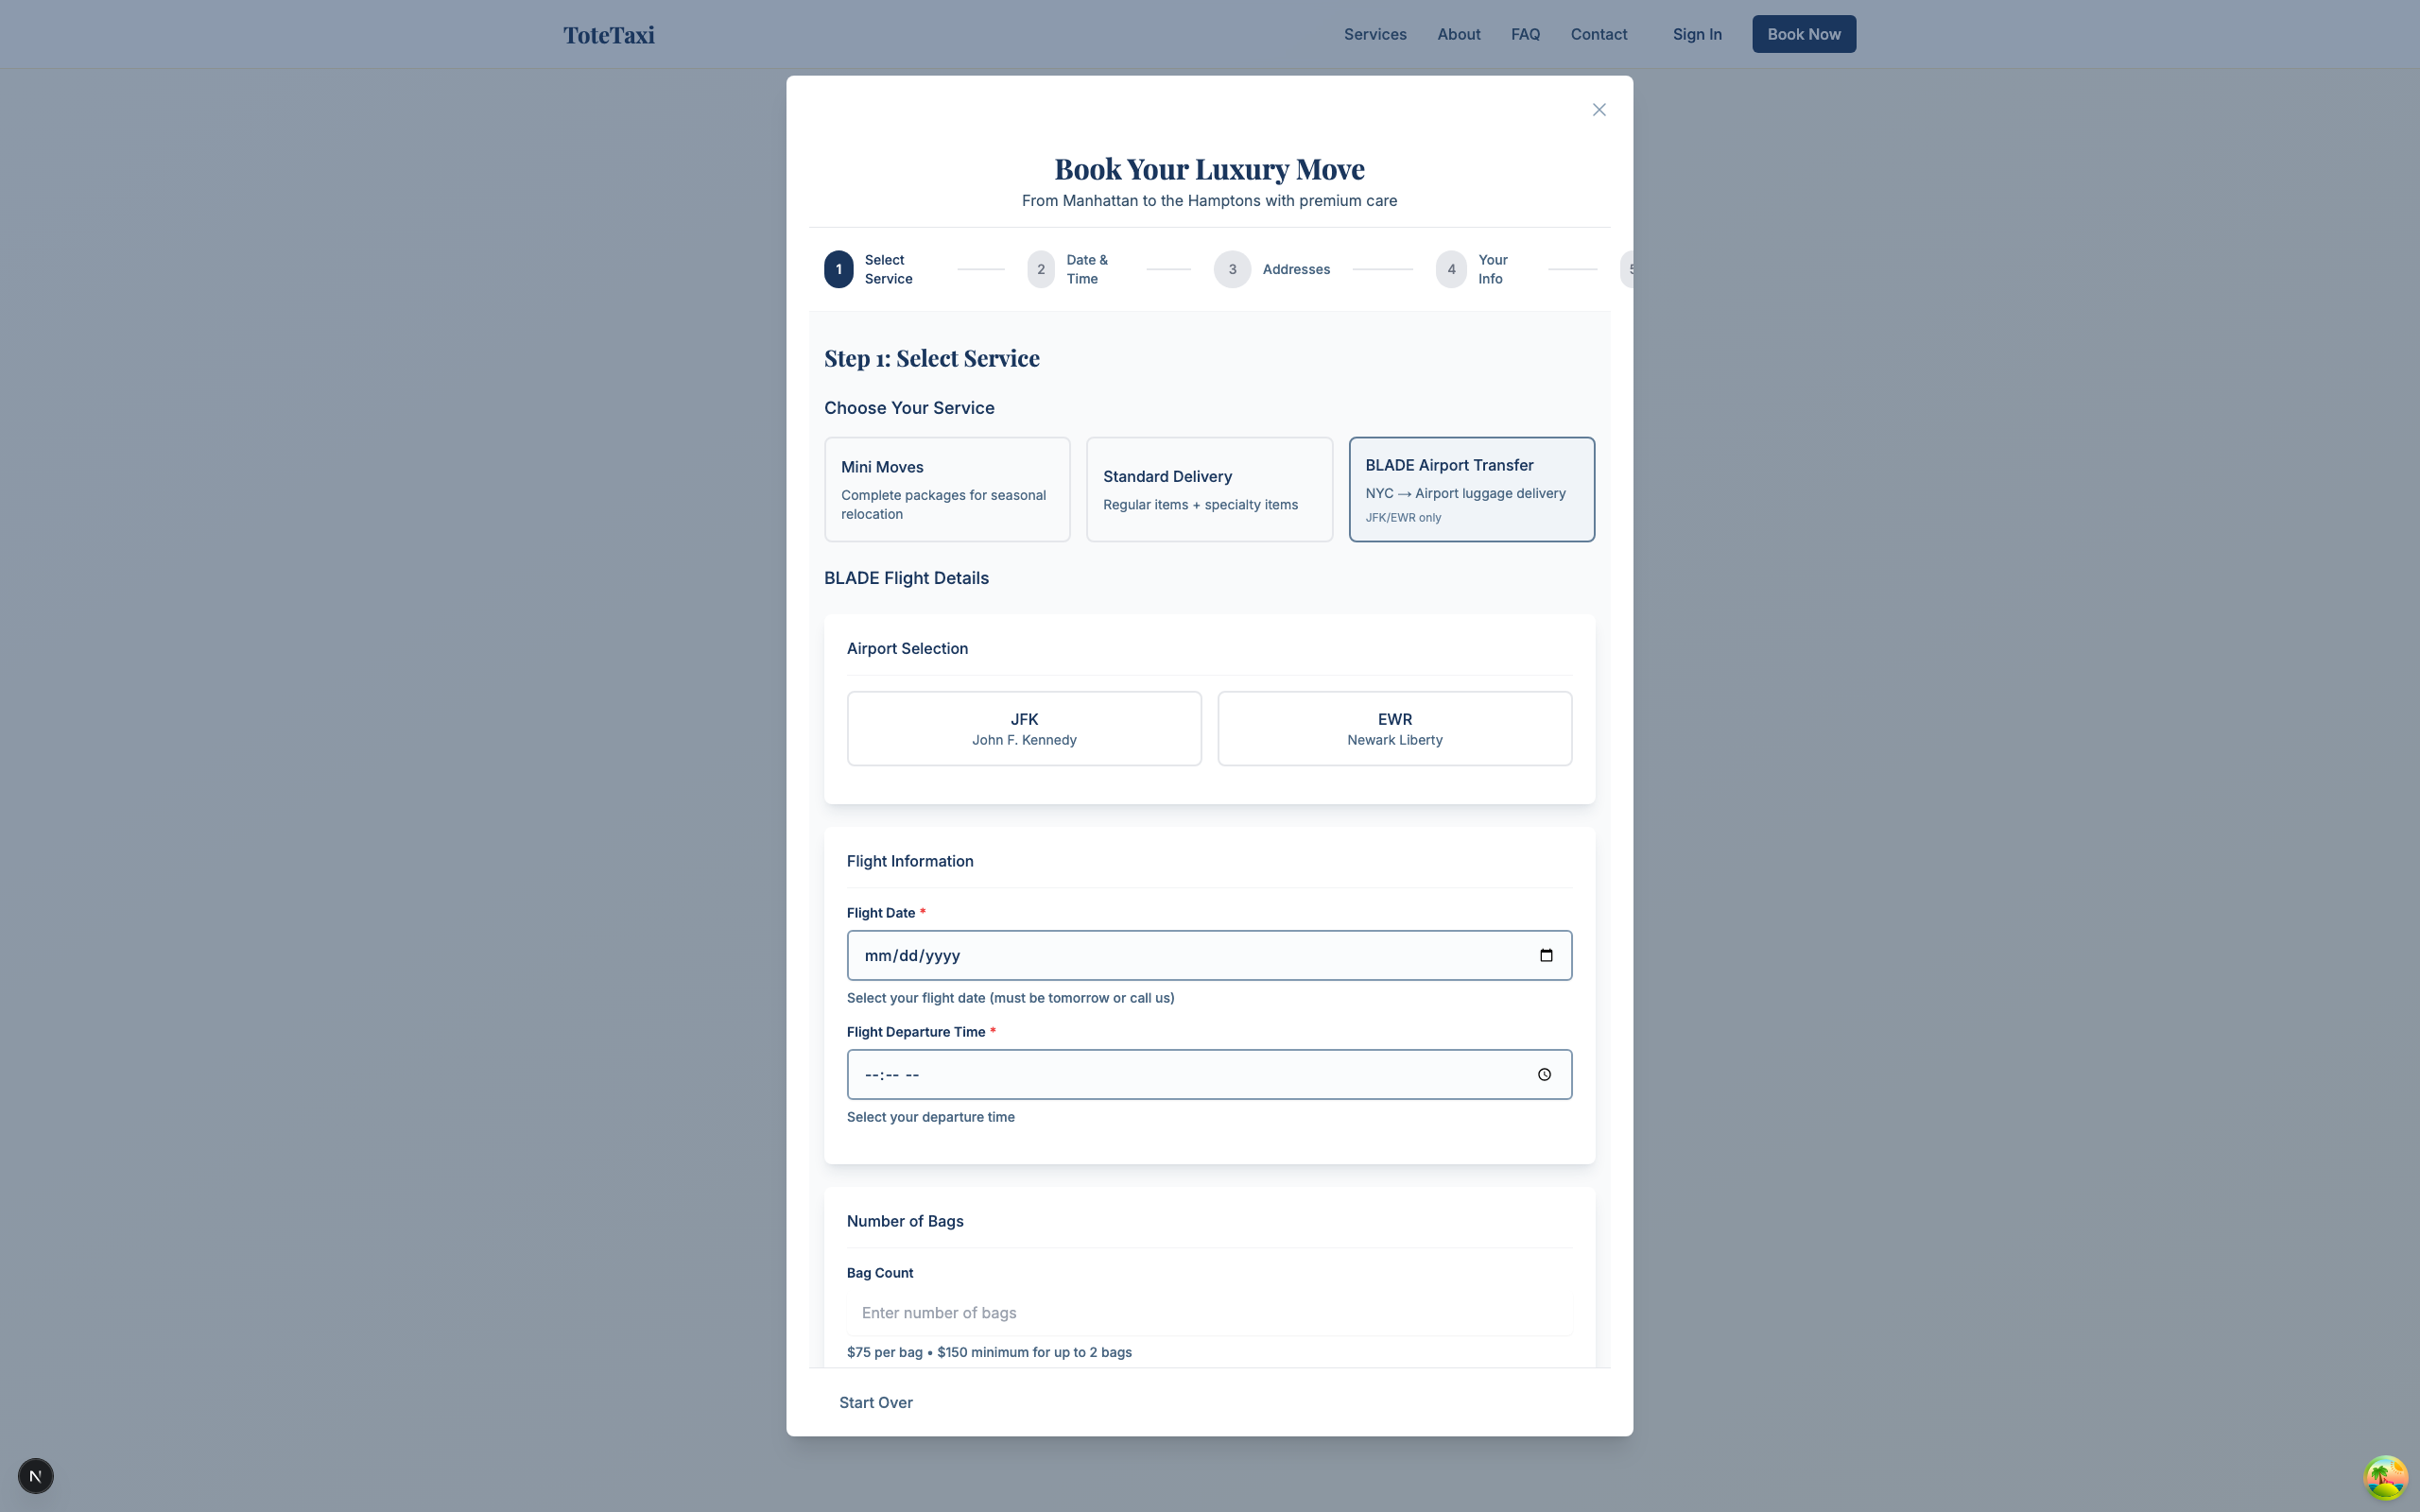 ToteTaxi
Services
About
FAQ
Contact
Sign In
Book Now
Book Your Luxury Move
From Manhattan to the Hamptons with premium care
1
Select
Service
2
Date &
Time
3
Addresses
4
Your
Info
5
Step 1: Select Service
Choose Your Service
Mini Moves
Complete packages for seasonal
relocation
Standard Delivery
Regular items + specialty items
BLADE Airport Transfer
NYC → Airport luggage delivery
JFK/EWR only
BLADE Flight Details
Airport Selection
JFK
John F. Kennedy
EWR
Newark Liberty
Flight Information
Flight Date *
mm/dd/yyyy
Select your flight date (must be tomorrow or call us)
Flight Departure Time *
--:-- --
Select your departure time
Number of Bags
Bag Count
Enter number of bags
$75 per bag • $150 minimum for up to 2 bags
Start Over
N